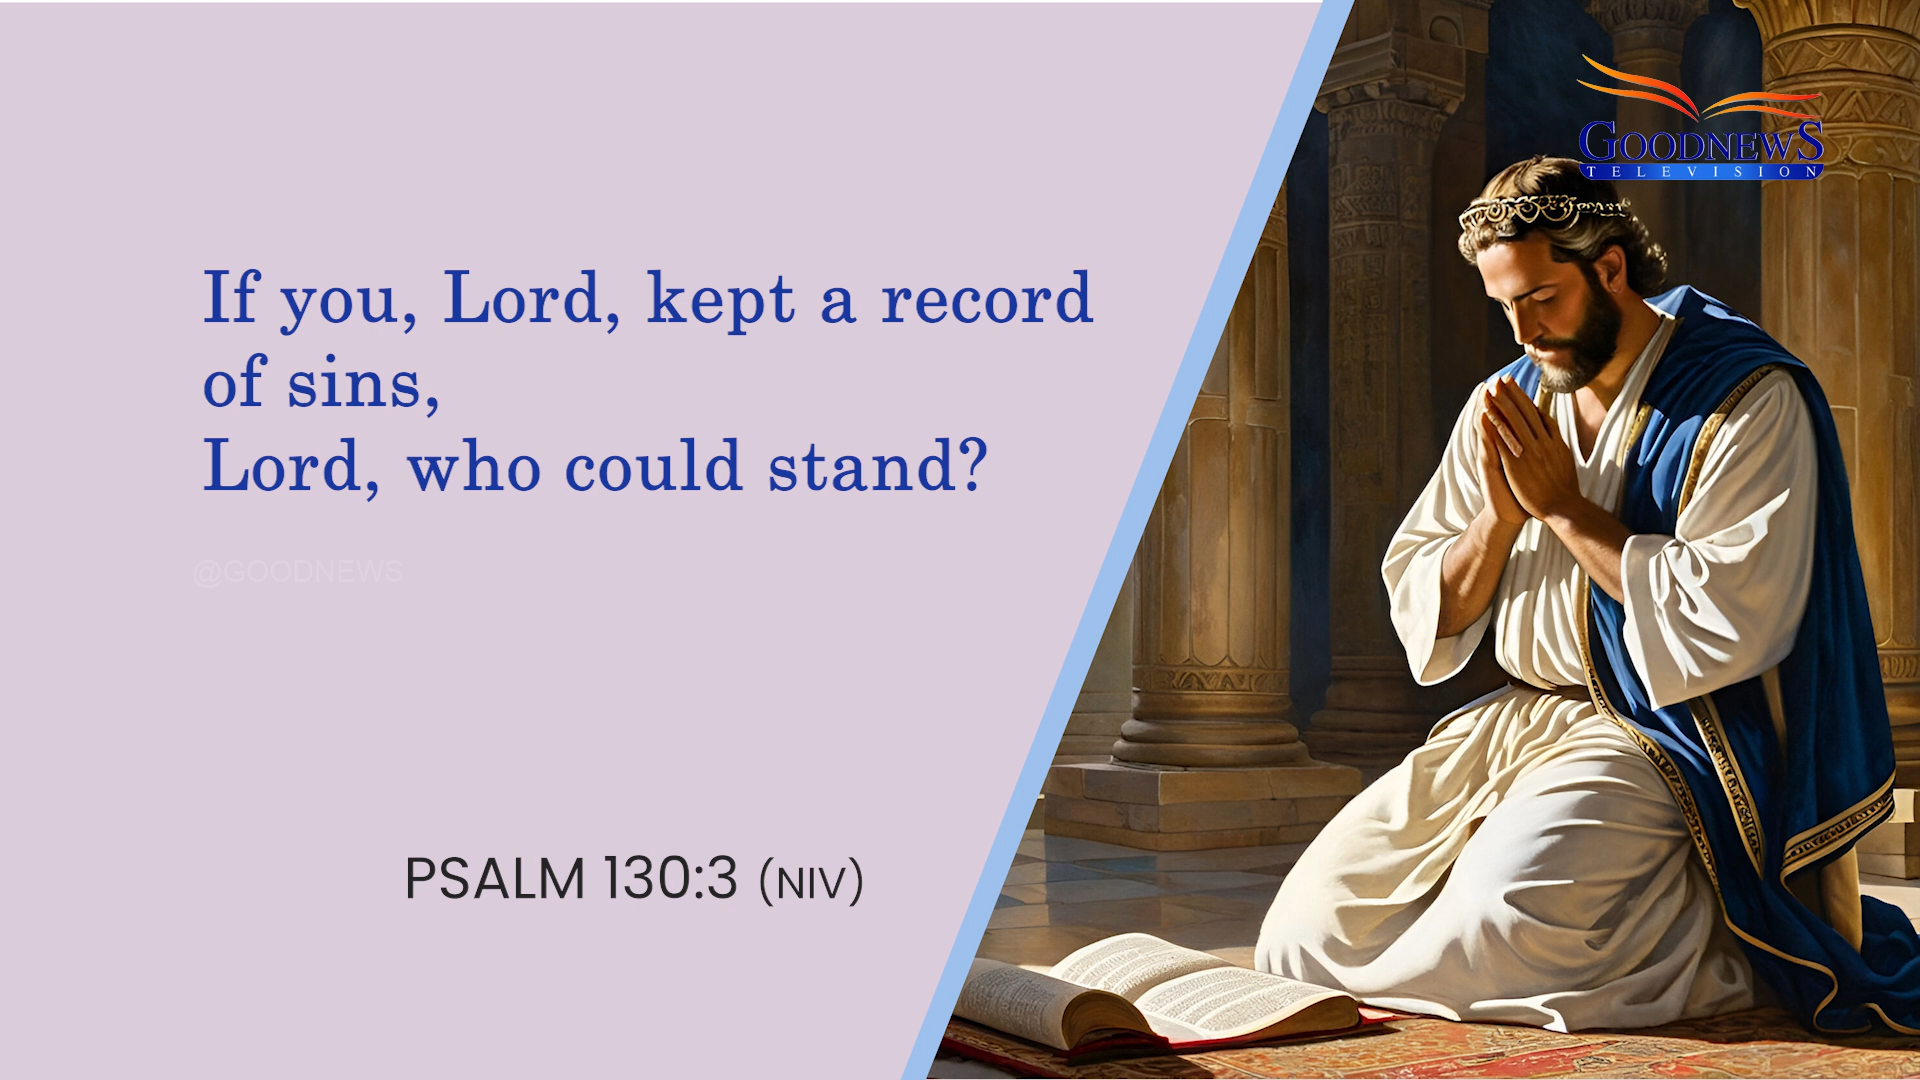 GOODNEWS
TELEVISION
If you, Lord, kept a record
of sins,
Lord, who could stand?
@GOODNEWS
PSALM 130:3 (NIV)